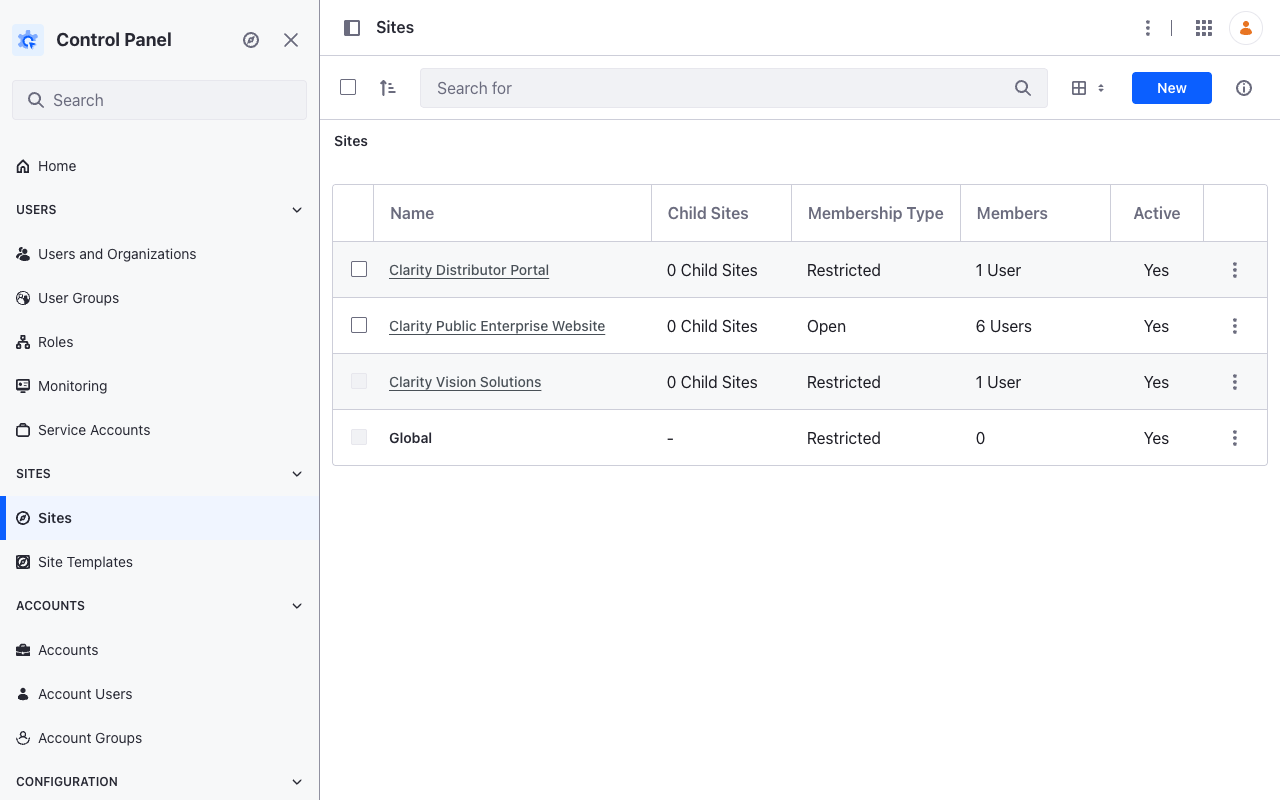 Control Panel
Search
Home
USERS
Users and Organizations
User Groups
Roles
Monitoring
Service Accounts
SITES
Sites
Site Templates
ACCOUNTS
Accounts
Account Users
Account Groups
CONFIGURATION
Sites
Search for
New
Sites
Name Child Sites Membership Type Members Active
Clarity Distributor Portal 0 Child Sites Restricted 1 User Yes
Clarity Public Enterprise Website 0 Child Sites Open 6 Users Yes
Clarity Vision Solutions 0 Child Sites Restricted 1 User Yes
Global - Restricted 0 Yes